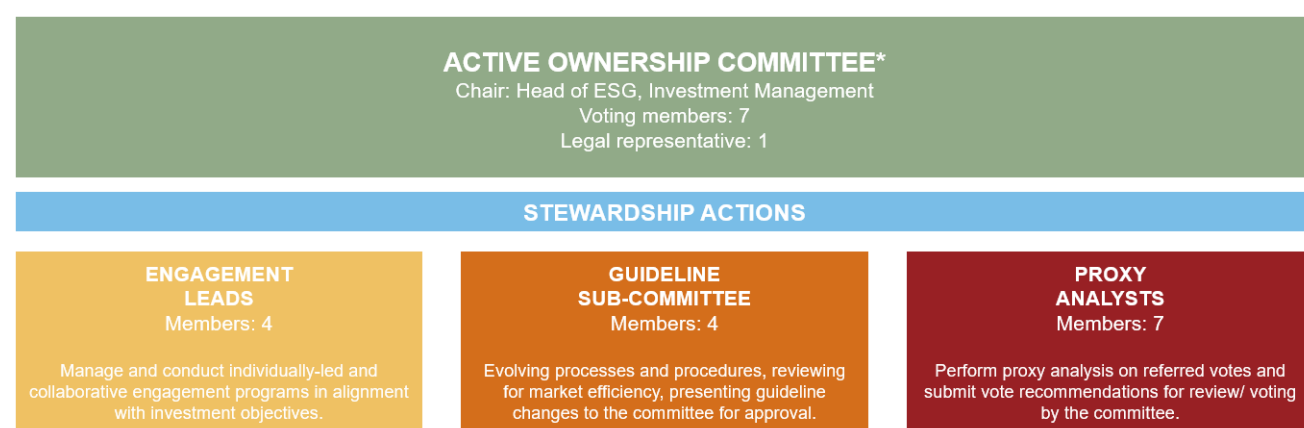 ACTIVE OWNERSHIP COMMITTEE*
Chair: Head of ESG, Investment Management
Voting members: 7
Legal representative: 1
STEWARDSHIP ACTIONS
ENGAGEMENT
LEADS
Members: 4
Manage and conduct individually-led and
collaborative engagement programs in alignment
with investment objectives.
GUIDELINE
SUB-COMMITTEE
Members: 4
Evolving processes and procedures, reviewing
for market efficiency, presenting guideline
changes to the committee for approval.
PROXY
ANALYSTS
Members: 7
Perform proxy analysis on referred votes and
submit vote recommendations for review/ voting
by the committee.